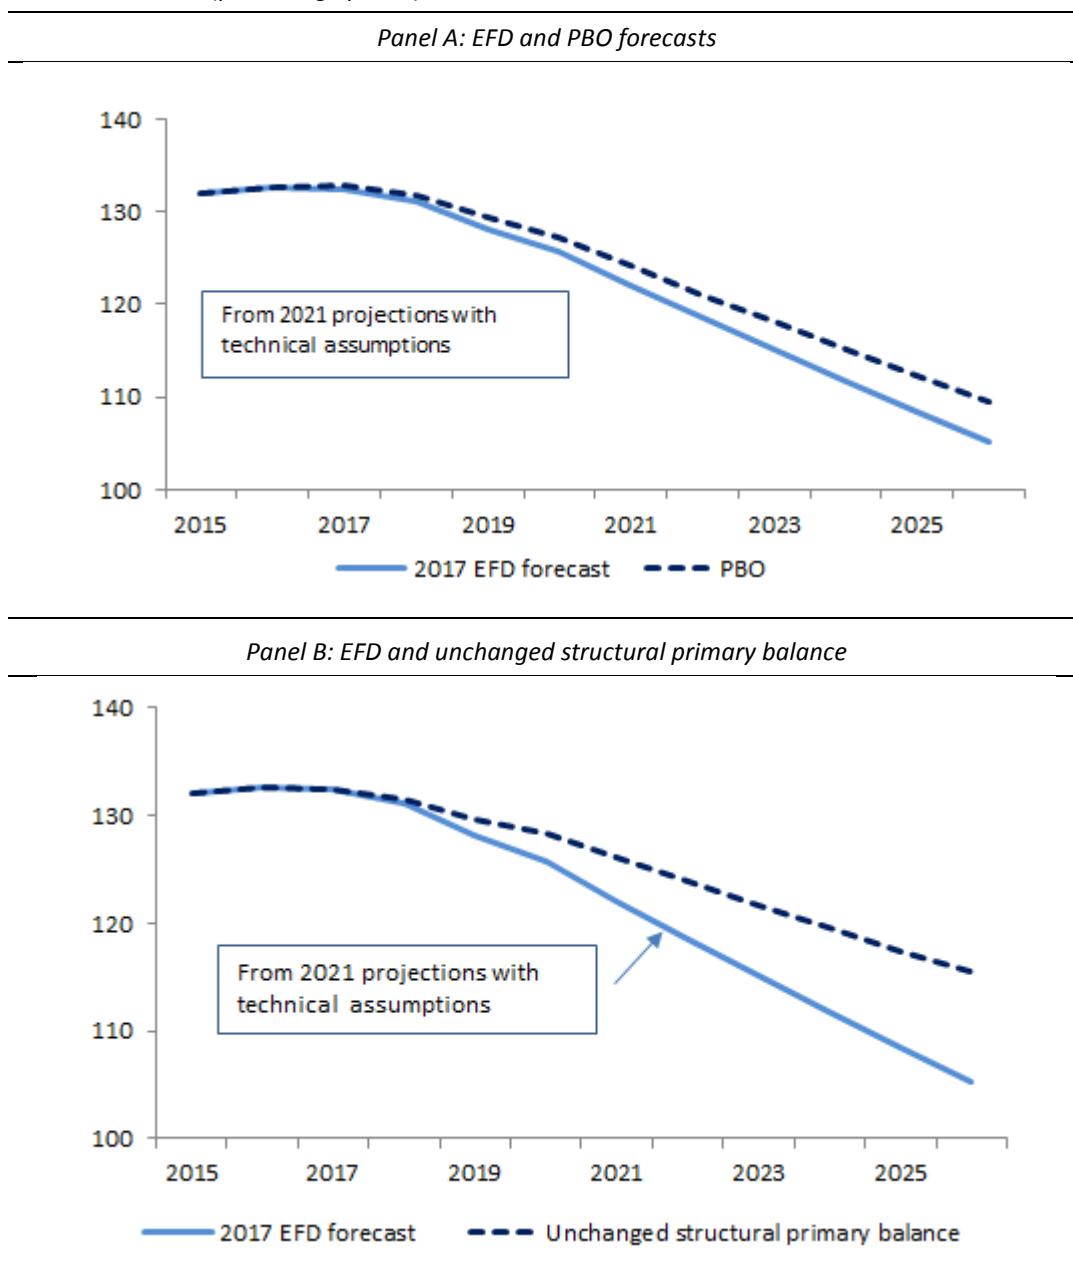 Panel A: EFD and PBO forecasts
140
130
120
110
100
From 2021 projections with
technical assumptions
2015 2017 2019 2021 2023 2025
2017 EFD forecast PBO
Panel B: EFD and unchanged structural primary balance
140
130
120
110
100
From 2021 projections with
technical assumptions
2015 2017 2019 2021 2023 2025
2017 EFD forecast Unchanged structural primary balance